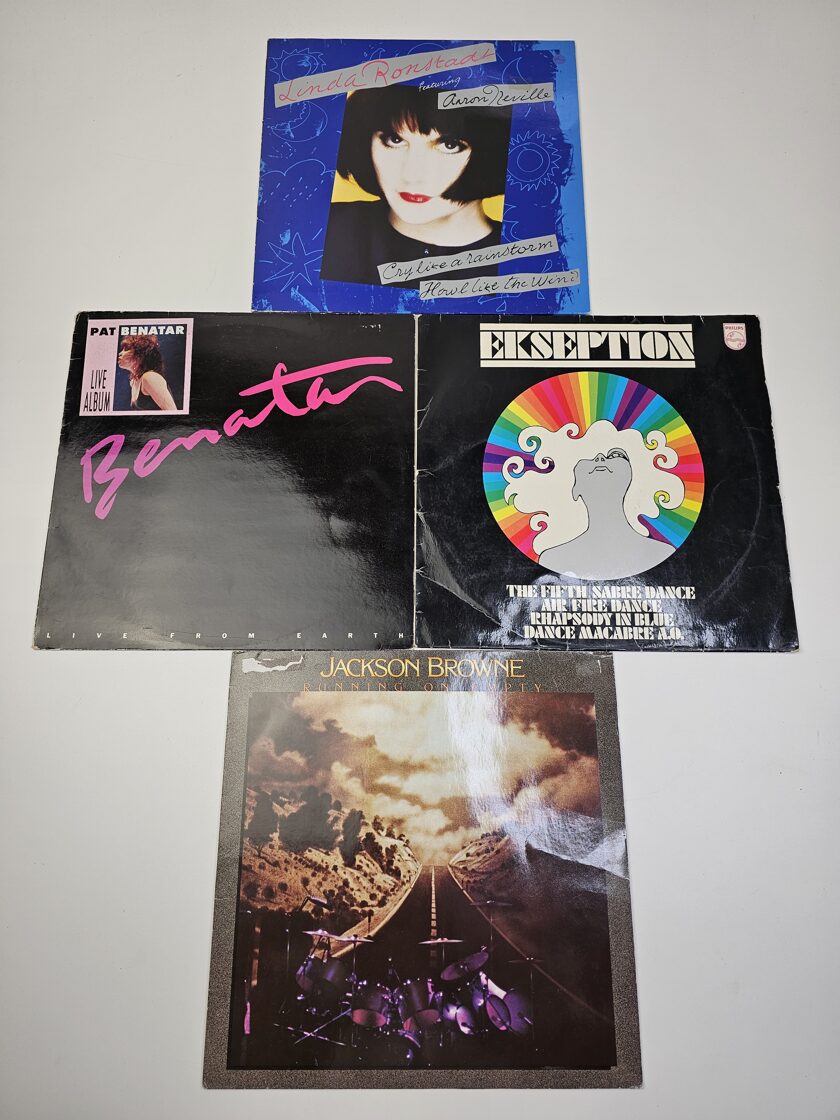 Linda Ronstadt
featuring
Aaron Neville
Cry like a rainstorm
Howl like the Wind
PAT BENATAR
LIVE
ALBUM
Benatar
LIVE FROM EARTH
EKSEPTION
PHILIPS
THE FIFTH SABRE DANCE
AIR FIRE DANCE
RHAPSODY IN BLUE
DANCE MACABRE A.O.
JACKSON BROWNE
RUNNING ON EMPTY